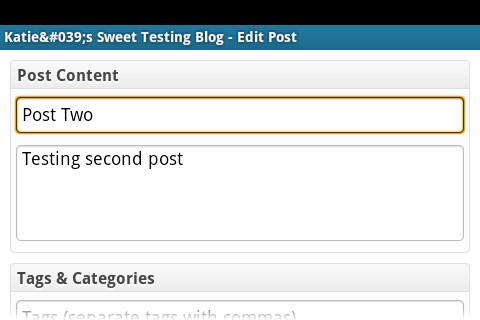 Katie&#039;s Sweet Testing Blog - Edit Post
Post Content
Post Two
Testing second post
Tags & Categories
Tags (separate tags with commas)